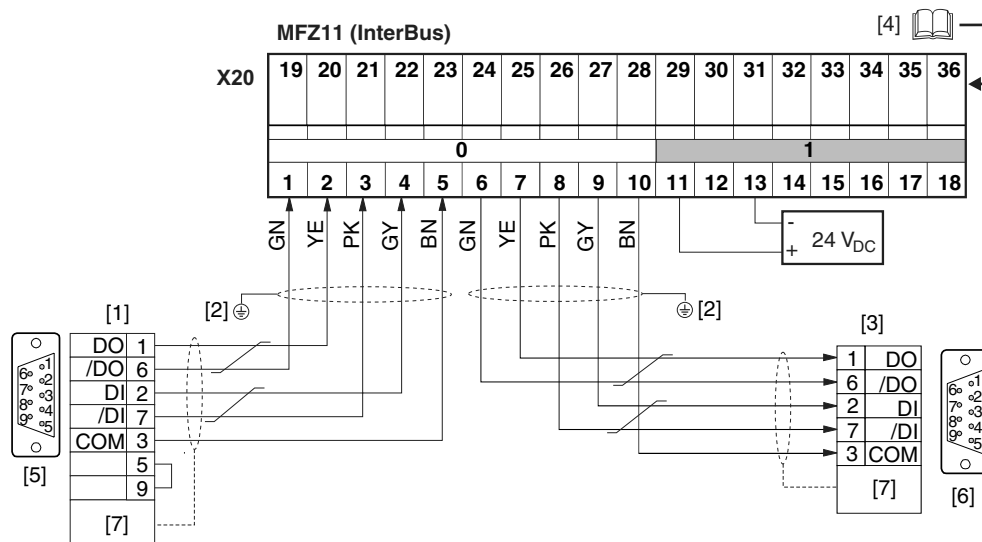 [4]
MFZ11 (InterBus)
X20
19 20 21 22 23 24 25 26 27 28 29 30 31 32 33 34 35 36
0 1
1 2 3 4 5 6 7 8 9 10 11 12 13 14 15 16 17 18
GN YE PK GY BN GN YE PK GY BN
-
+ 24 VDC
[2] [2]
[1]
DO 1
/DO 6
DI 2
/DI 7
COM 3
5
9
[7]
6 1
7 2
8 3
9 4
5
[5]
[3]
1 DO
6 /DO
2 DI
7 /DI
3 COM
[7]
6 1
7 2
8 3
9 4
5
[6]